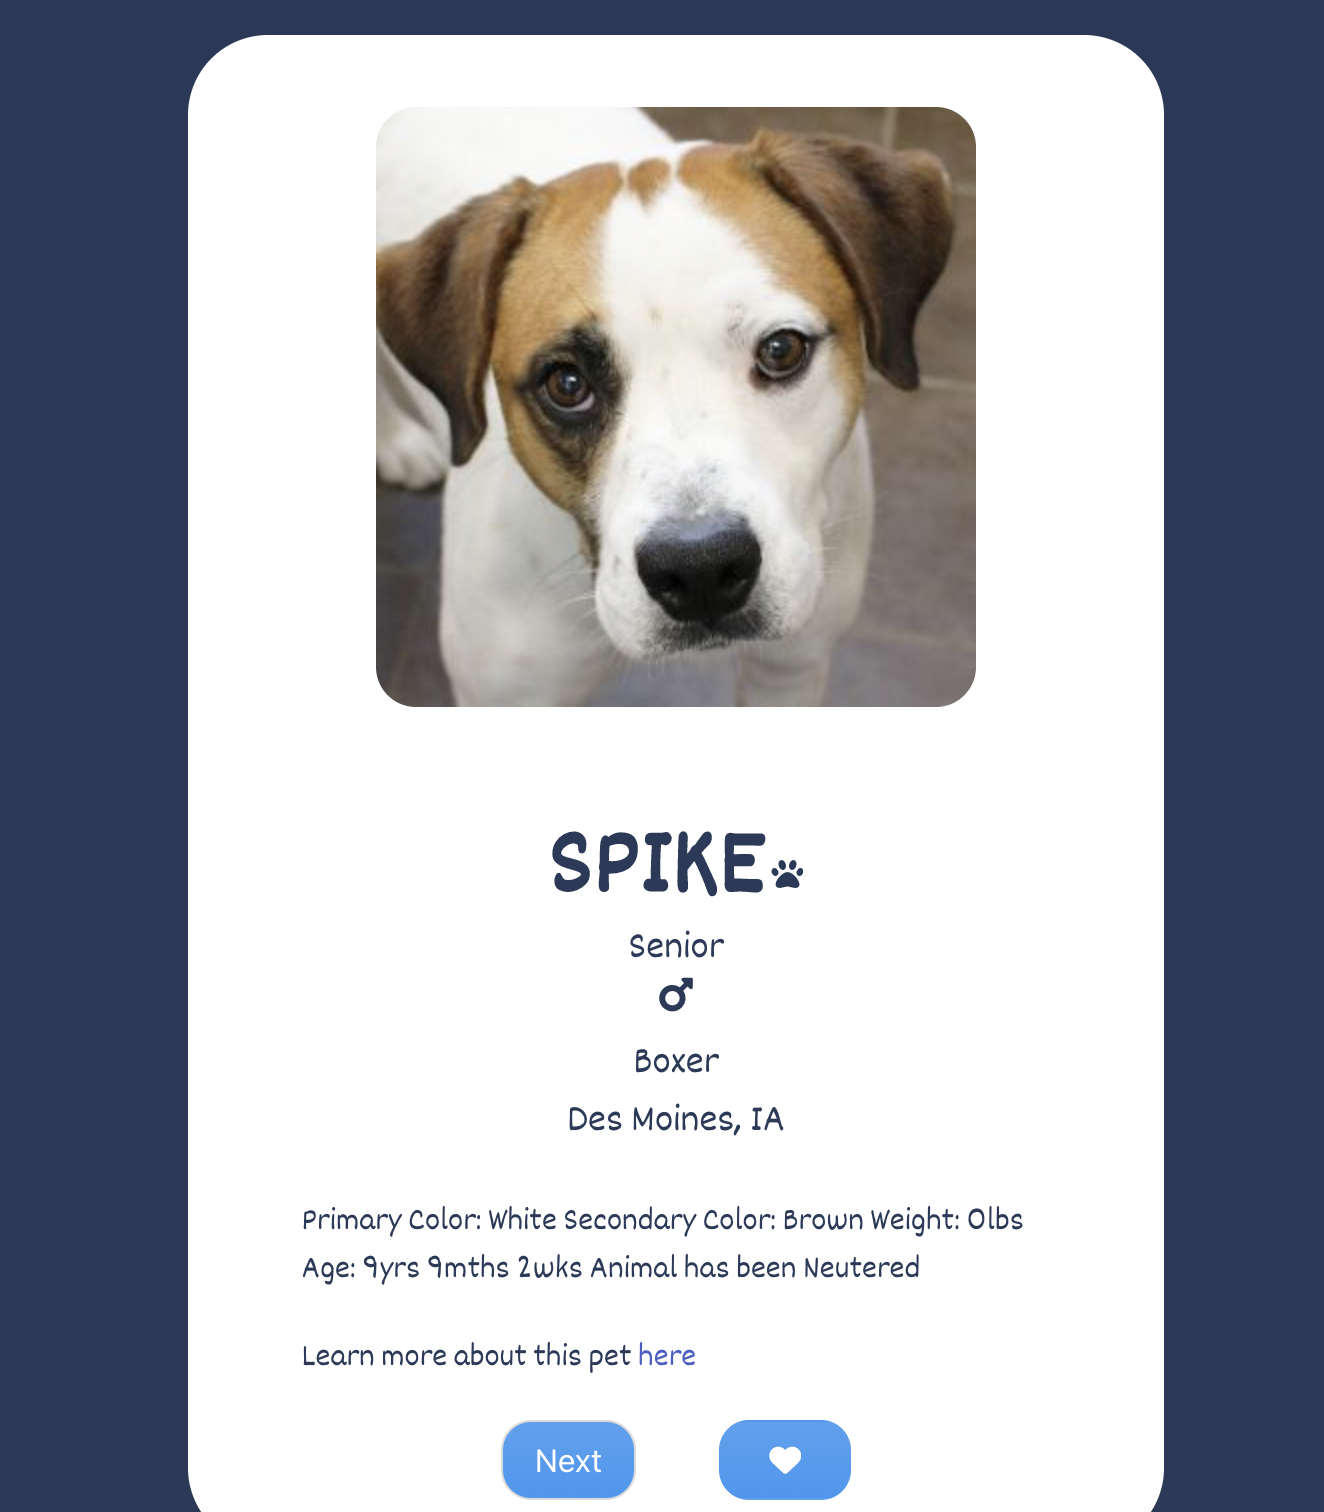 SPIKE
Senior
Boxer
Des Moines, IA
Primary Color: White Secondary Color: Brown Weight: 0lbs
Age: 9yrs 9mths 2wks Animal has been Neutered
Learn more about this pet here
Next